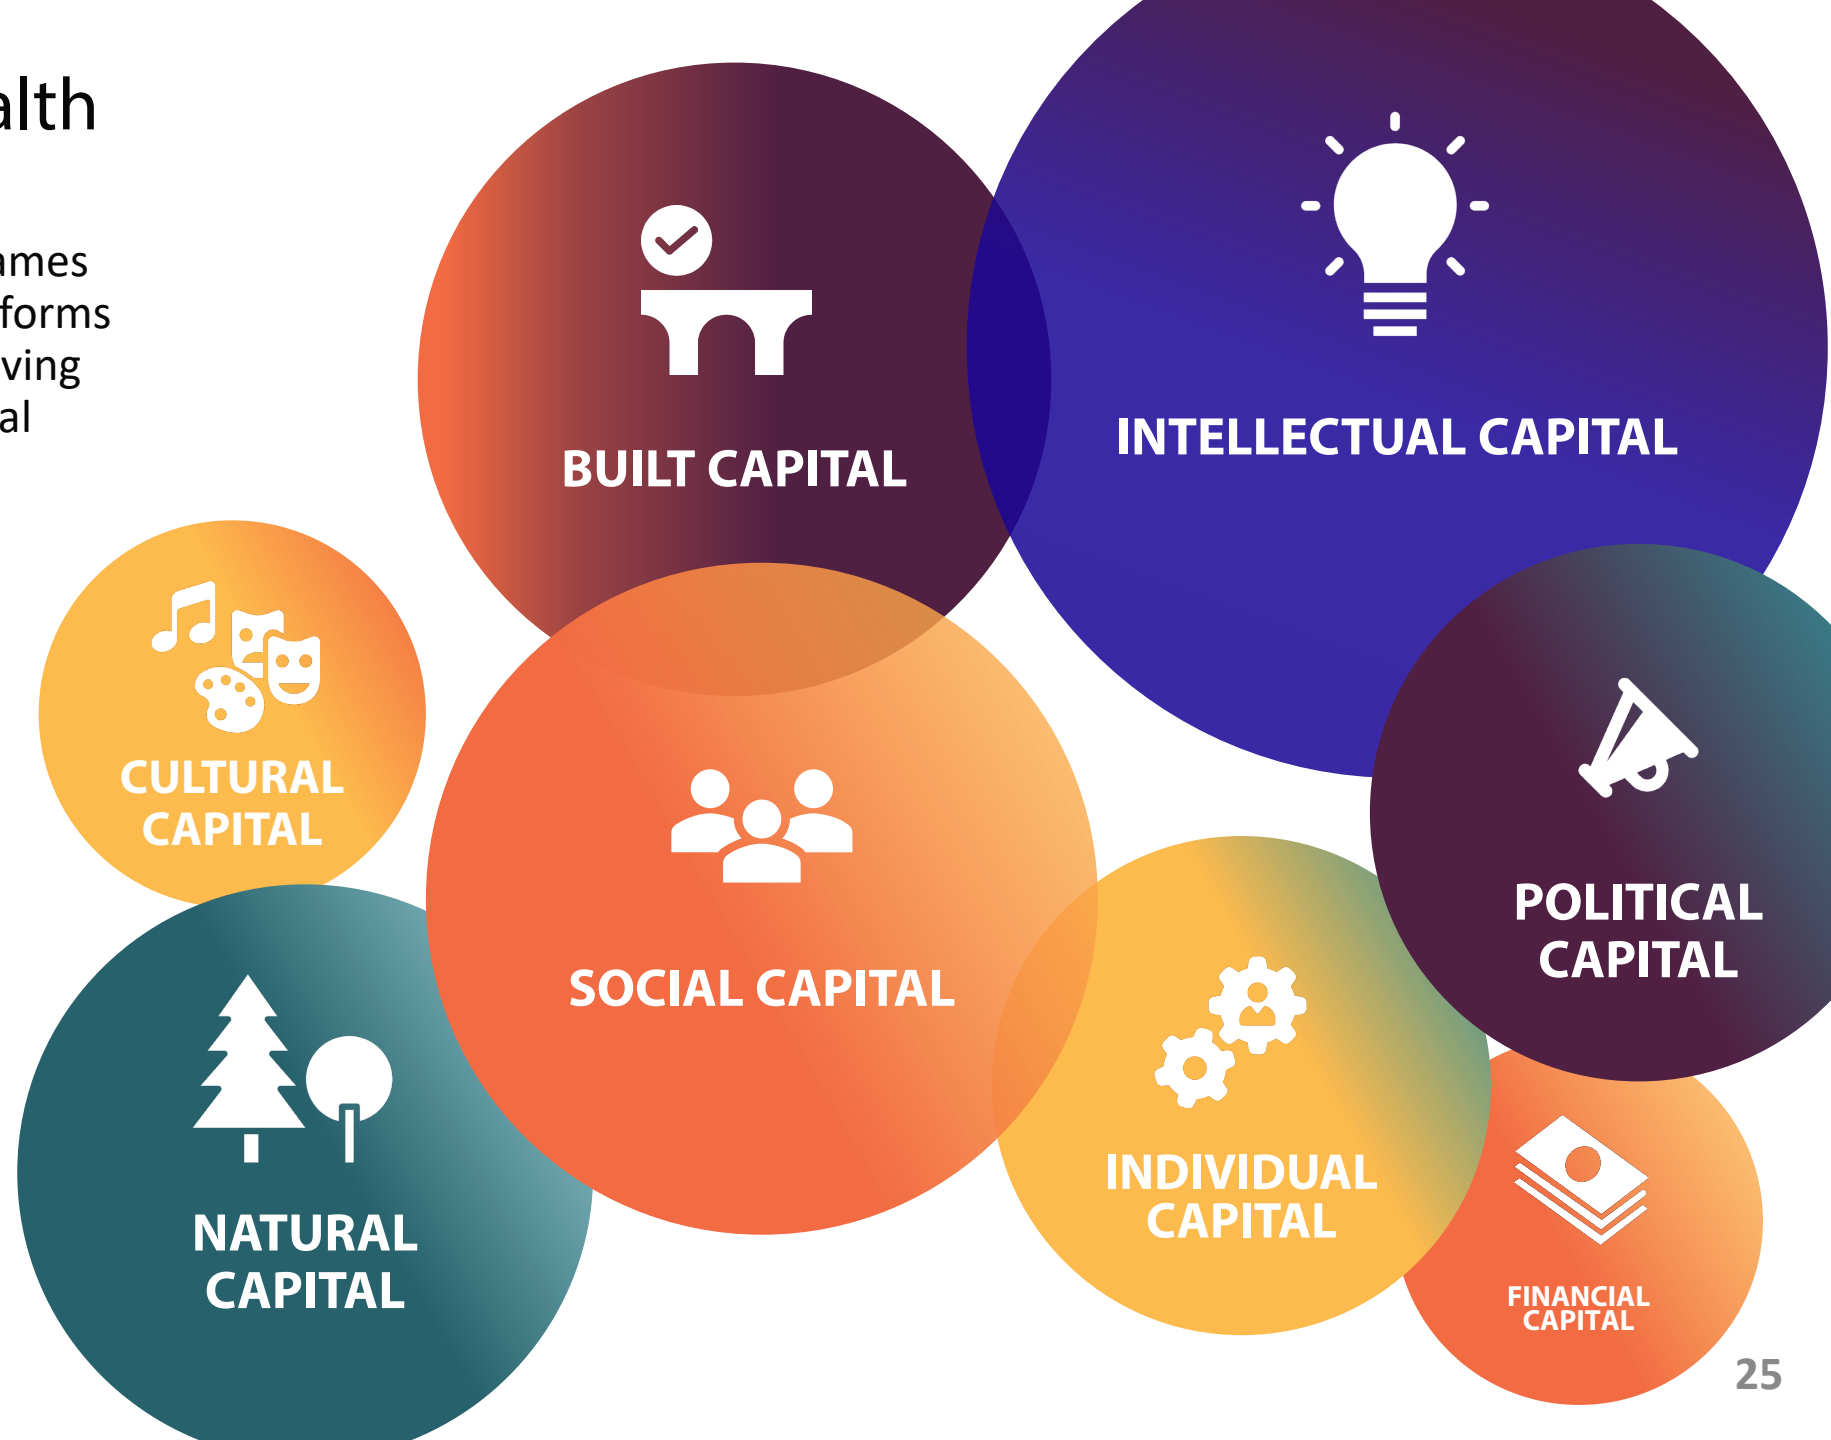 alth
ames
forms
ving
al
BUILT CAPITAL
INTELLECTUAL CAPITAL
CULTURAL
CAPITAL
SOCIAL CAPITAL
POLITICAL
CAPITAL
NATURAL
CAPITAL
INDIVIDUAL
CAPITAL
FINANCIAL
CAPITAL
25